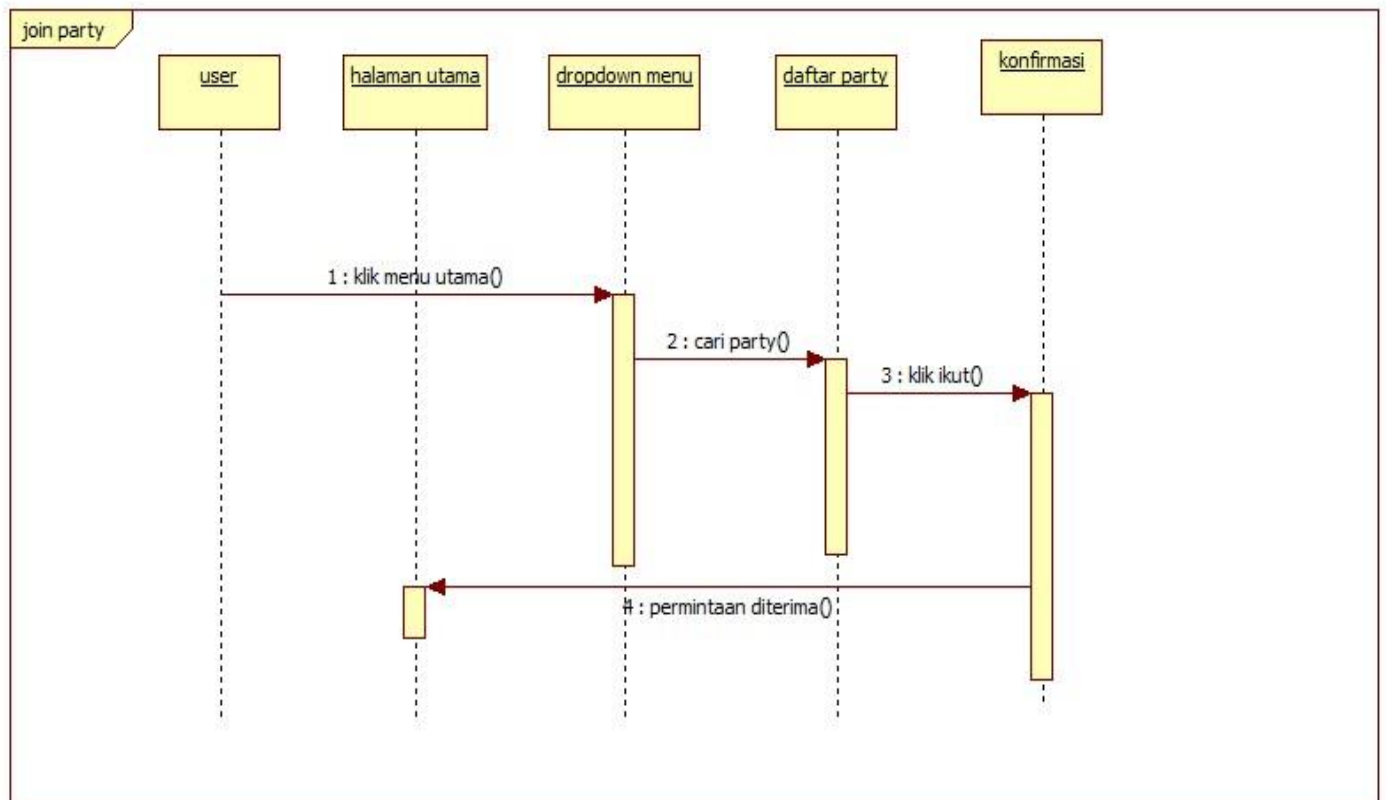 join party
user
halaman utama
dropdown menu
daftar party
konfirmasi
1 : klik menu utama()
2 : cari party()
3 : klik ikut()
4 : permintaan diterima()